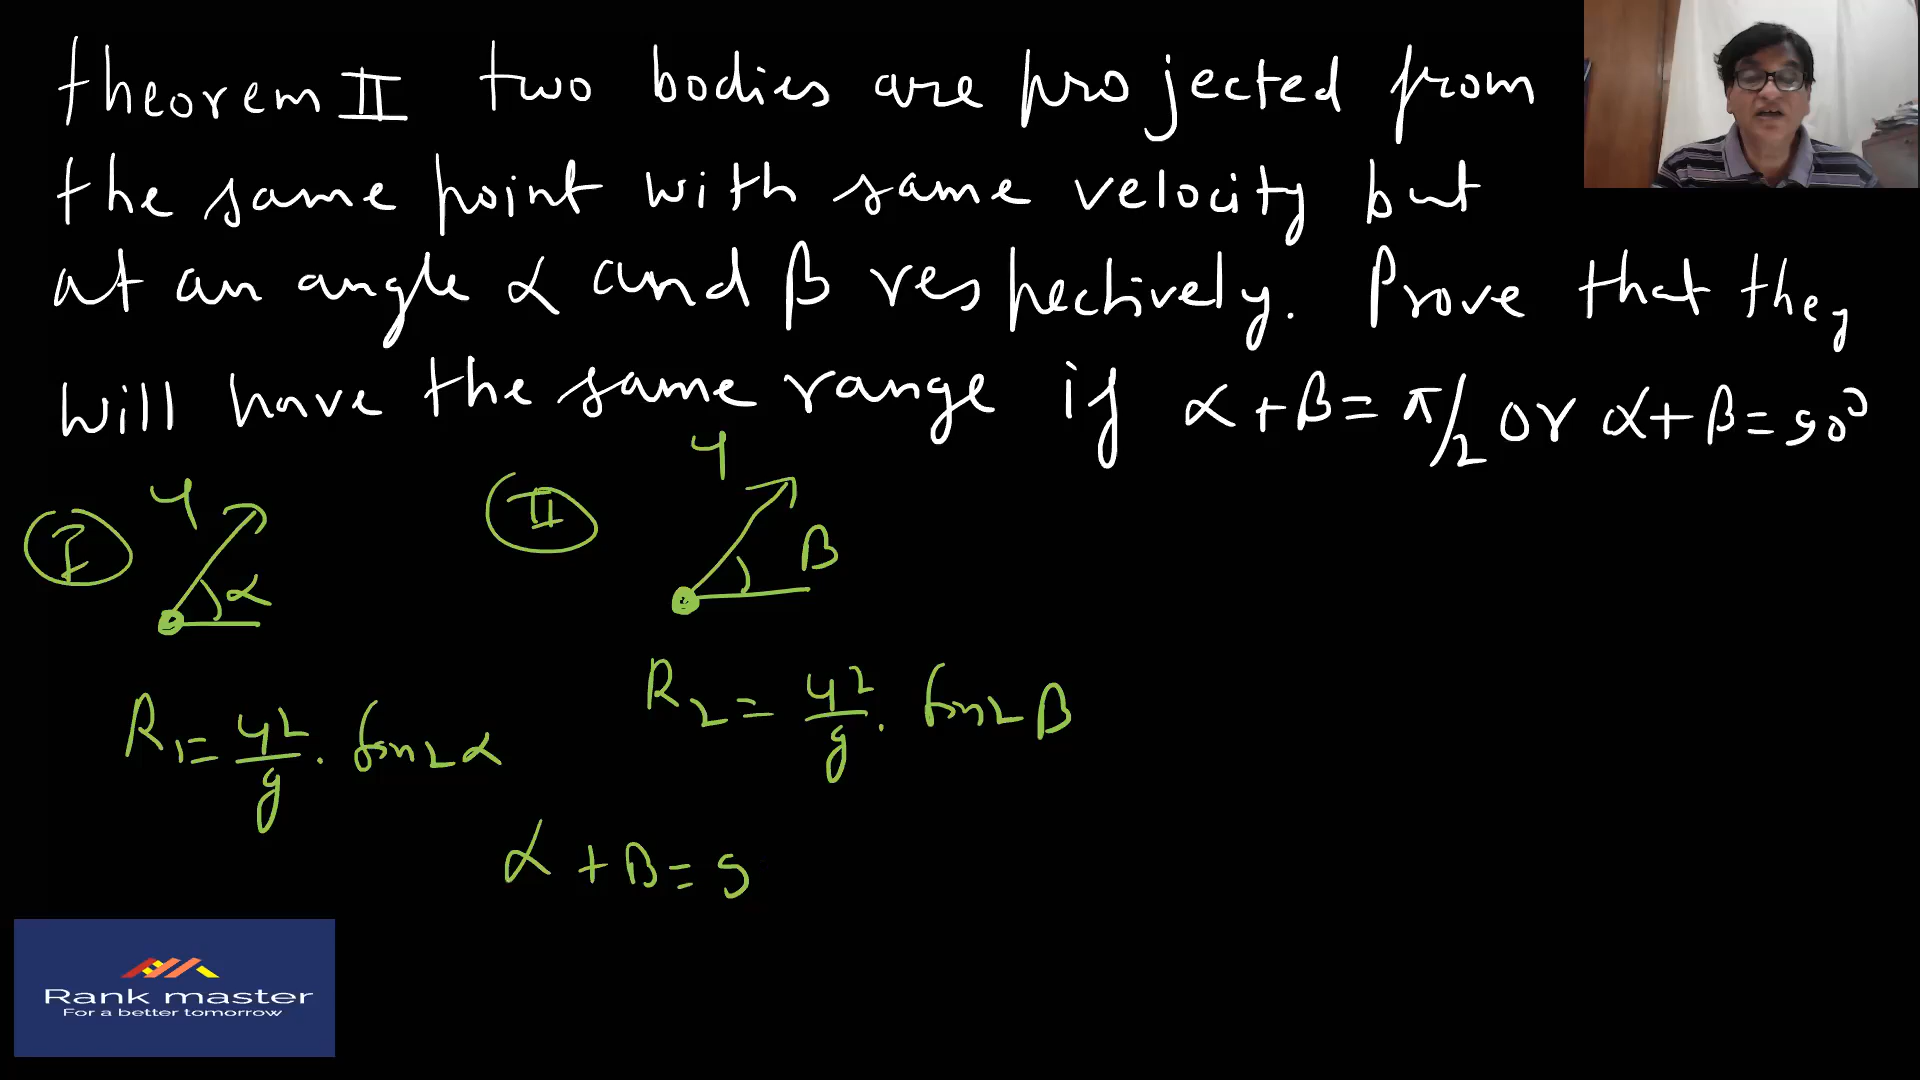 theorem II two bodies are projected from
the same point with same velocity but
at an angle α and β respectively. Prove that they
will have the same range if α+β=π/2 or α+β=90°
I u α
II u β
R₁=u²/g . Sin2α
R₂=u²/g . Sin2β
α+β=9
Rank master
For a better tomorrow